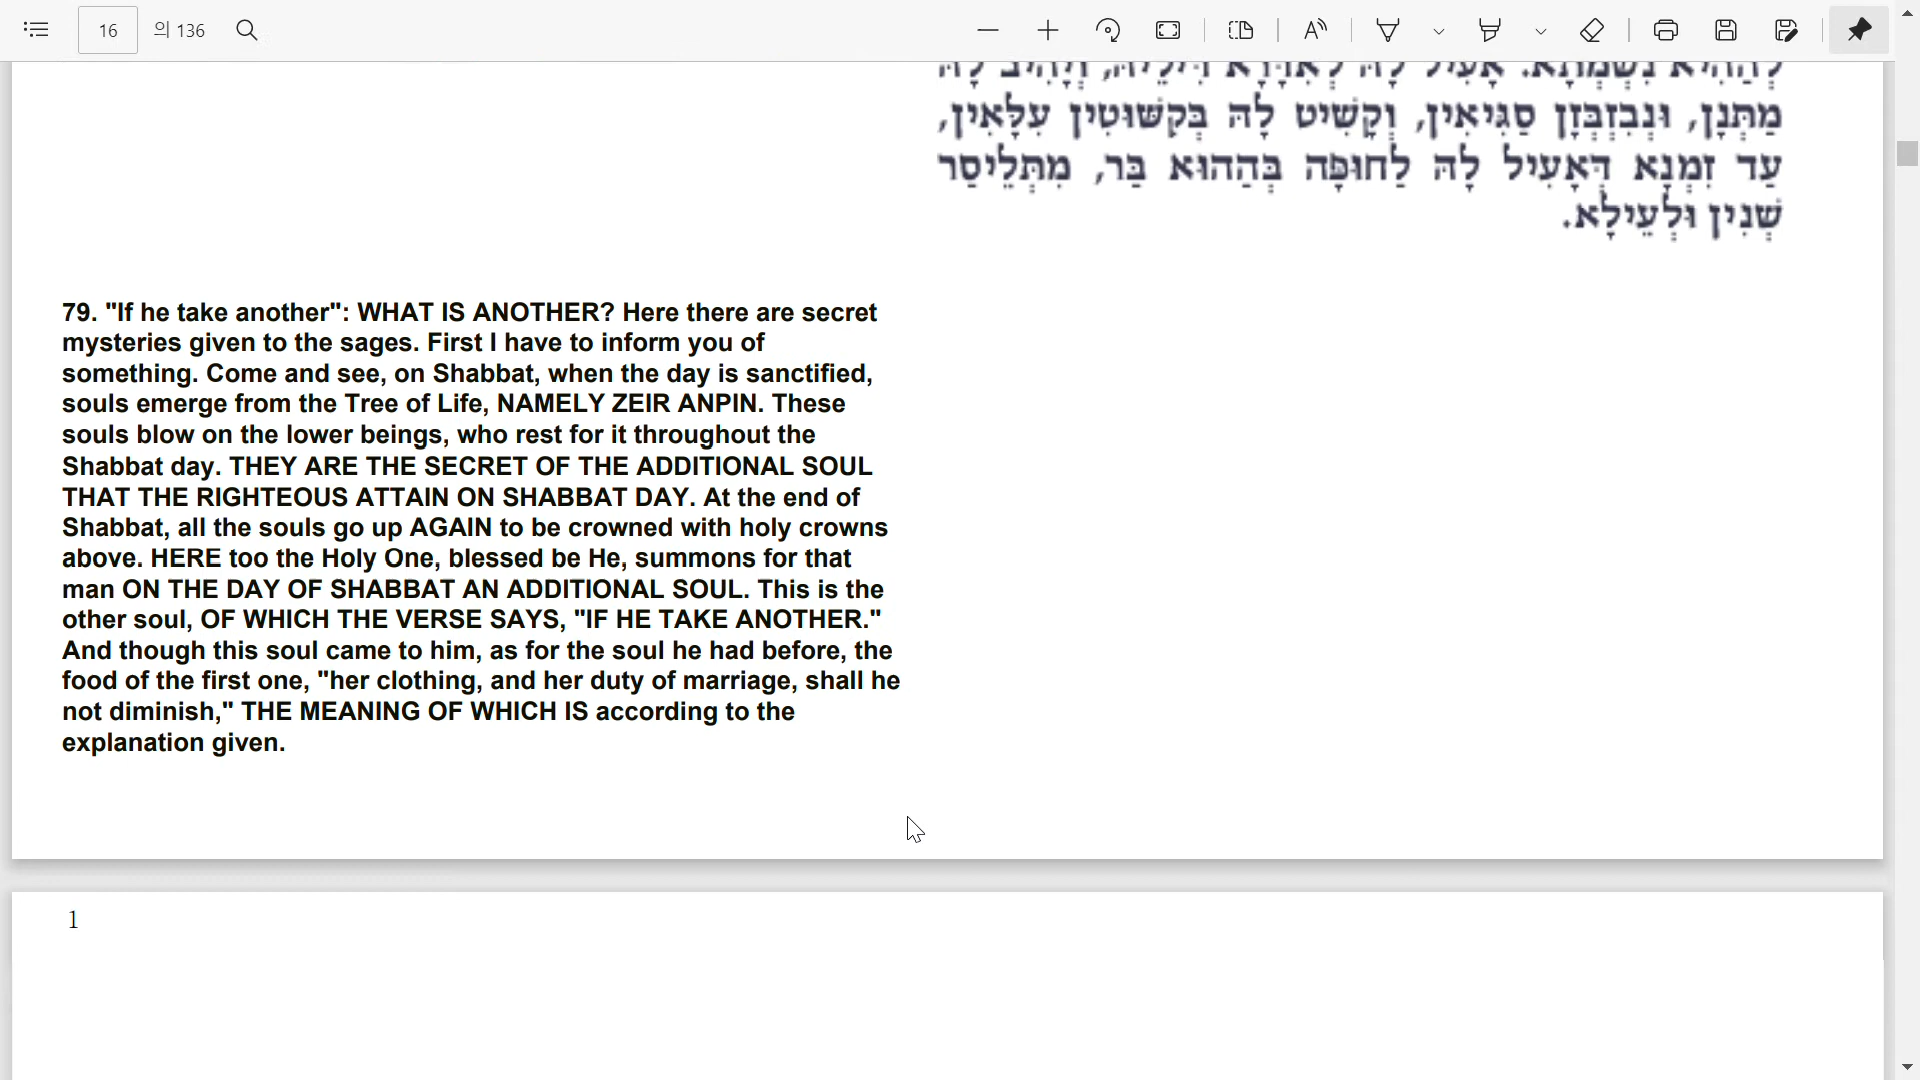 16 의 136
לְהַהִיא נִשְׁמָתָא. אָעִיל לָהּ לְאִדָּרָא דִּילֵיהּ, וְיָהִיב לָהּ
מַתְּנָן, וּנְבִזְבְּזָן סַגִּיאִין, וְקָשִׁיט לָהּ בְּקִשּׁוּטִין עִלָּאִין,
עַד זִמְנָא דְּאָעִיל לָהּ לַחוּפָּה בְּהַהוּא בַּר, מִתְּלֵיסַר
שְׁנִין וּלְעֵילָא.
79. "If he take another": WHAT IS ANOTHER? Here there are secret
mysteries given to the sages. First I have to inform you of
something. Come and see, on Shabbat, when the day is sanctified,
souls emerge from the Tree of Life, NAMELY ZEIR ANPIN. These
souls blow on the lower beings, who rest for it throughout the
Shabbat day. THEY ARE THE SECRET OF THE ADDITIONAL SOUL
THAT THE RIGHTEOUS ATTAIN ON SHABBAT DAY. At the end of
Shabbat, all the souls go up AGAIN to be crowned with holy crowns
above. HERE too the Holy One, blessed be He, summons for that
man ON THE DAY OF SHABBAT AN ADDITIONAL SOUL. This is the
other soul, OF WHICH THE VERSE SAYS, "IF HE TAKE ANOTHER."
And though this soul came to him, as for the soul he had before, the
food of the first one, "her clothing, and her duty of marriage, shall he
not diminish," THE MEANING OF WHICH IS according to the
explanation given.
1